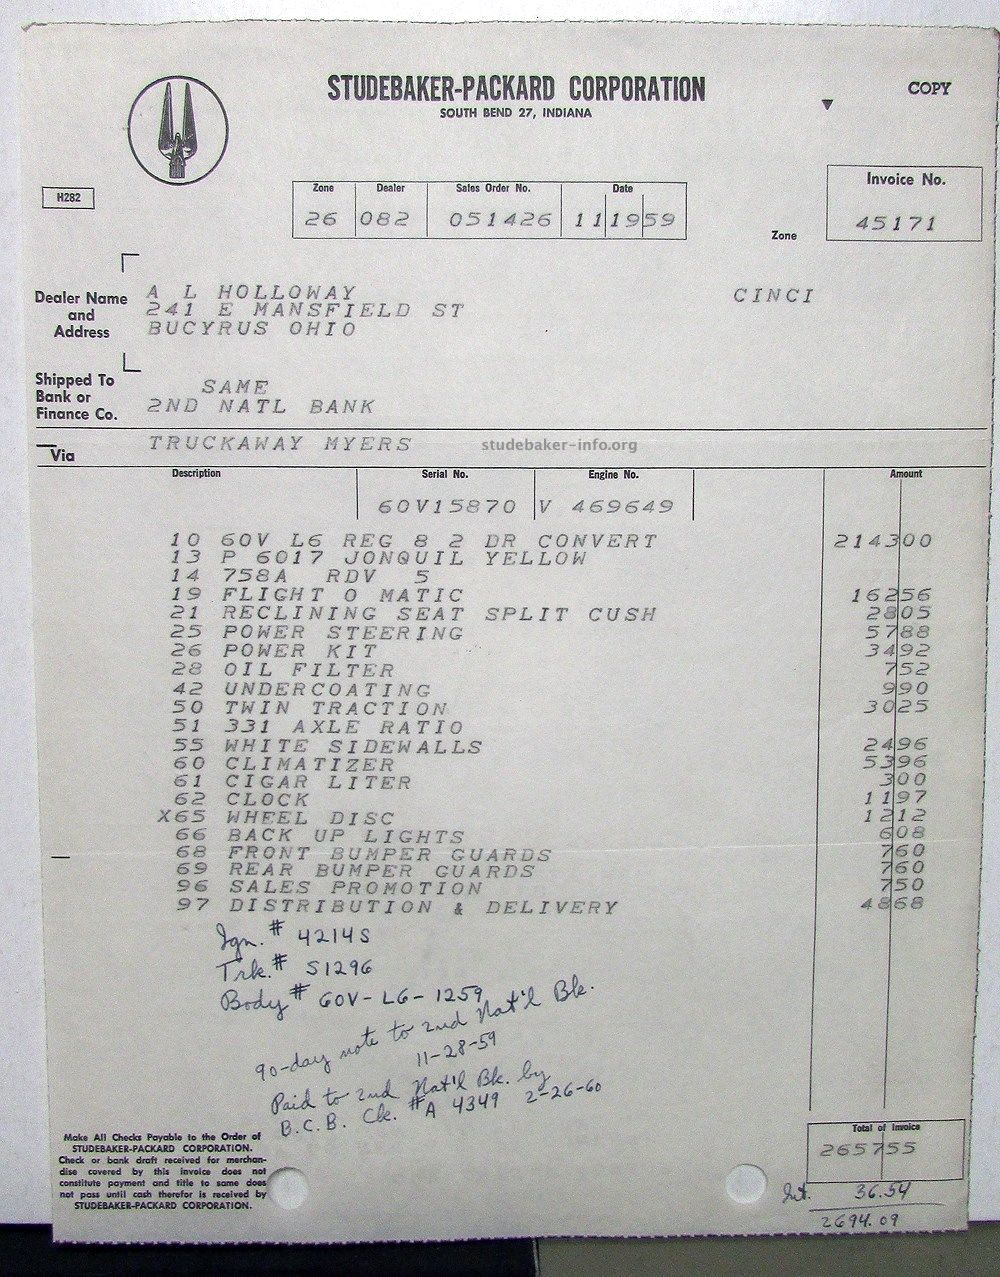 STUDEBAKER-PACKARD CORPORATION
SOUTH BEND 27, INDIANA
COPY
H282
Zone Dealer Sales Order No. Date
26 082 051426 11 19 59
Invoice No.
45171
Zone
CINCI
Dealer Name and Address
A L HOLLOWAY
241 E MANSFIELD ST
BUCYRUS OHIO
Shipped To
Bank or
Finance Co.
SAME
2ND NATL BANK
Via
TRUCKAWAY MYERS
studebaker-info.org
Description Serial No. Engine No. Amount
60V15870 V 469649
10 60V L6 REG 8 2 DR CONVERT 214300
13 P 6017 JONQUIL YELLOW
14 758A RDV 5
19 FLIGHT O MATIC 16256
21 RECLINING SEAT SPLIT CUSH 2805
25 POWER STEERING 5788
26 POWER KIT 3492
28 OIL FILTER 752
42 UNDERCOATING 990
50 TWIN TRACTION 3025
51 331 AXLE RATIO
55 WHITE SIDEWALLS 2496
60 CLIMATIZER 5396
61 CIGAR LITER 300
62 CLOCK 1197
X65 WHEEL DISC 1212
66 BACK UP LIGHTS 608
68 FRONT BUMPER GUARDS 760
69 REAR BUMPER GUARDS 760
96 SALES PROMOTION 750
97 DISTRIBUTION & DELIVERY 4868
Ign. # 4214S
Trk. # S1296
Body # 60V-L6-1259
90-day note to 2nd Nat'l Bk.
11-28-59
Paid to 2nd Nat'l Bk. by
B.C.B. Ck. #A 4349 2-26-60
Make All Checks Payable to the Order of
STUDEBAKER-PACKARD CORPORATION.
Check or bank draft received for merchan-
dise covered by this invoice does not
constitute payment and title to same does
not pass until cash therefor is received by
STUDEBAKER-PACKARD CORPORATION.
Total of Invoice
265755
Int. 36.54
2694.09